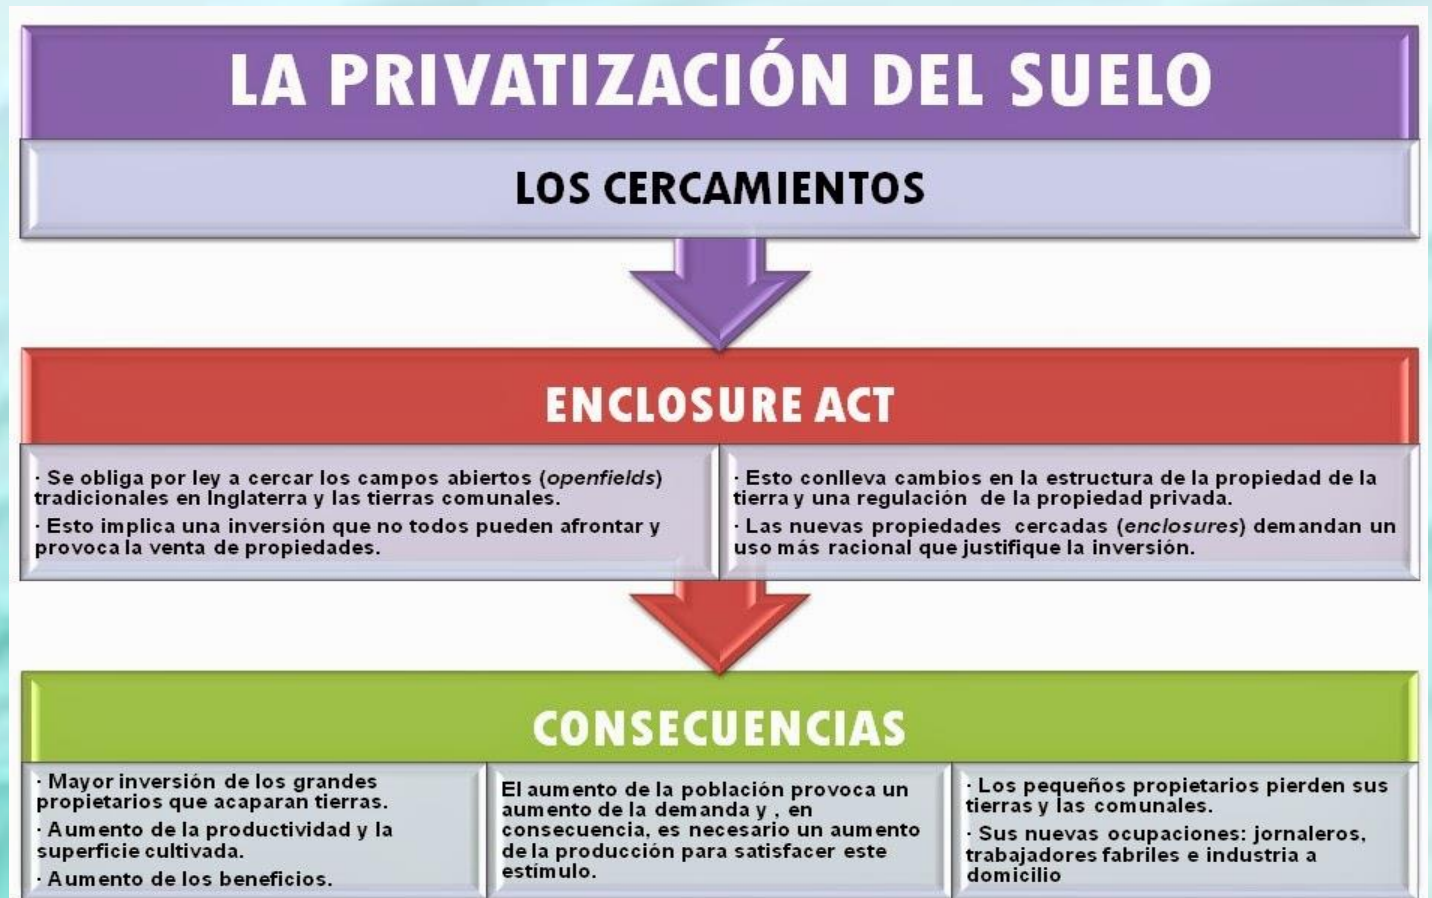 LA PRIVATIZACIÓN DEL SUELO
LOS CERCAMIENTOS
ENCLOSURE ACT
· Se obliga por ley a cercar los campos abiertos (openfields)
tradicionales en Inglaterra y las tierras comunales.
· Esto implica una inversión que no todos pueden afrontar y
provoca la venta de propiedades.
· Esto conlleva cambios en la estructura de la propiedad de la
tierra y una regulación de la propiedad privada.
· Las nuevas propiedades cercadas (enclosures) demandan un
uso más racional que justifique la inversión.
CONSECUENCIAS
· Mayor inversión de los grandes
propietarios que acaparan tierras.
· Aumento de la productividad y la
superficie cultivada.
· Aumento de los beneficios.
El aumento de la población provoca un
aumento de la demanda y , en
consecuencia, es necesario un aumento
de la producción para satisfacer este
estímulo.
· Los pequeños propietarios pierden sus
tierras y las comunales.
· Sus nuevas ocupaciones: jornaleros,
trabajadores fabriles e industria a
domicilio